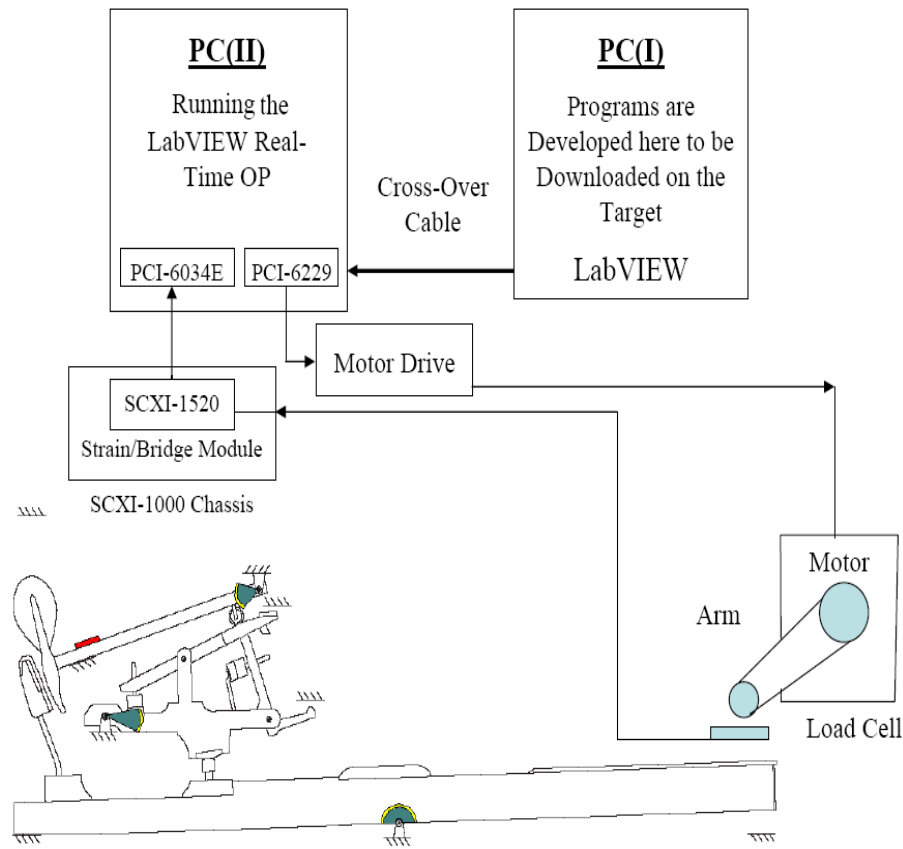 PC(II)
Running the
LabVIEW Real-
Time OP
PCI-6034E
PCI-6229
Cross-Over
Cable
PC(I)
Programs are
Developed here to be
Downloaded on the
Target
LabVIEW
Motor Drive
SCXI-1520
Strain/Bridge Module
SCXI-1000 Chassis
Motor
Arm
Load Cell